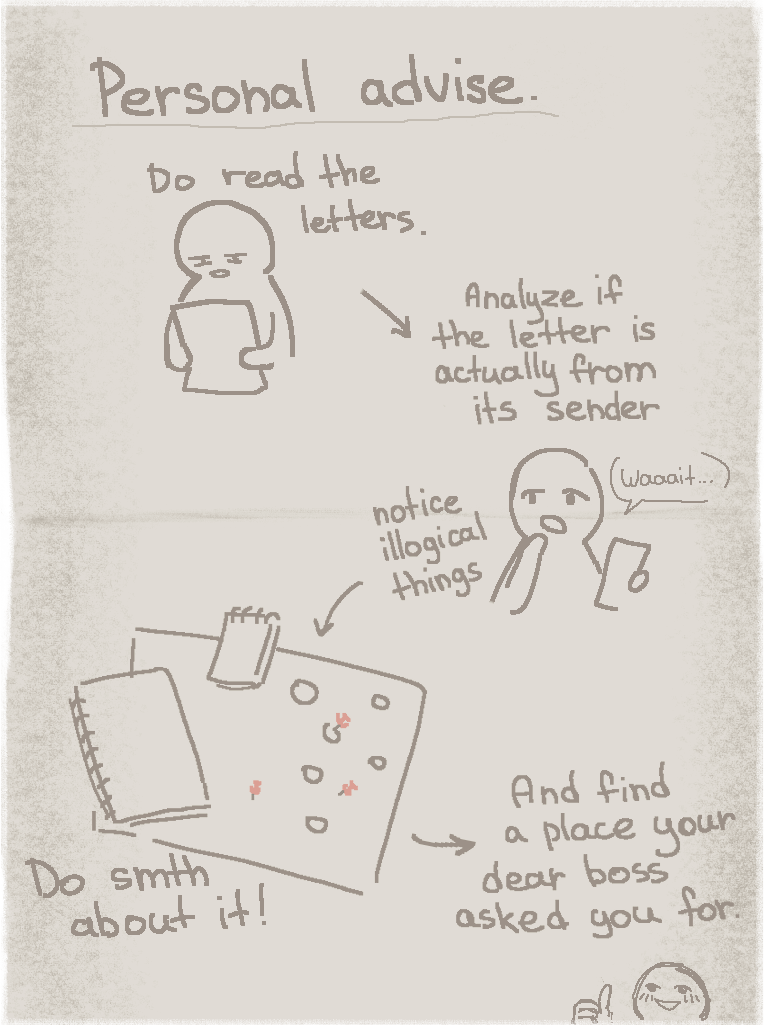 Personal advise.
Do read the
letters.
Analyze if
the letter is
actually from
its sender
(Waaait...)
notice
illogical
things
Do smth
about it!
And find
a place your
dear boss
asked you for.